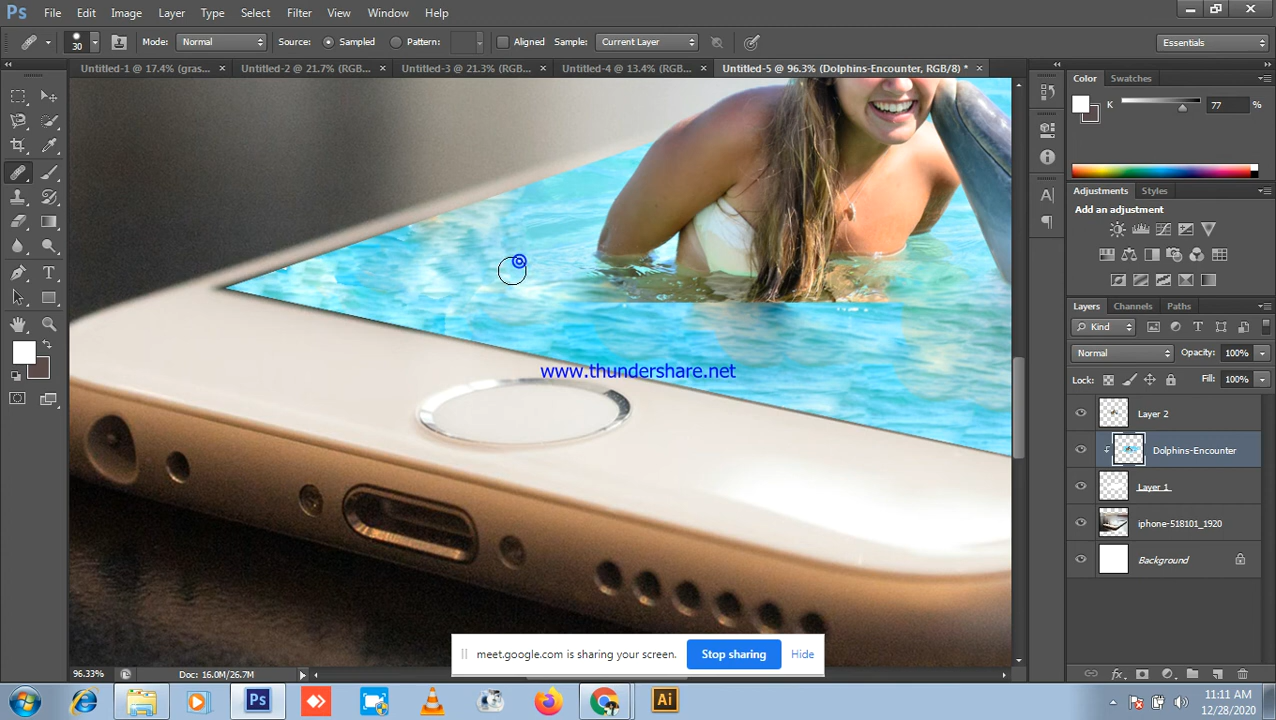 Ps File Edit Image Layer Type Select Filter View Window Help
30 Mode: Normal Source: Sampled Pattern: Aligned Sample: Current Layer Essentials
Untitled-1 @ 17.4% (gras... × Untitled-2 @ 21.7% (RGB... × Untitled-3 @ 21.3% (RGB... × Untitled-4 @ 13.4% (RGB... × Untitled-5 @ 96.3% (Dolphins-Encounter, RGB/8) * ×
Color Swatches
K 77 %
Adjustments Styles
Add an adjustment
Layers Channels Paths
Kind
Normal Opacity: 100%
Lock: Fill: 100%
Layer 2
Dolphins-Encounter
Layer 1
iphone-518101_1920
Background
www.thundershare.net
meet.google.com is sharing your screen. Stop sharing Hide
96.33% Doc: 16.0M/26.7M
Ps Ai
11:11 AM
12/28/2020